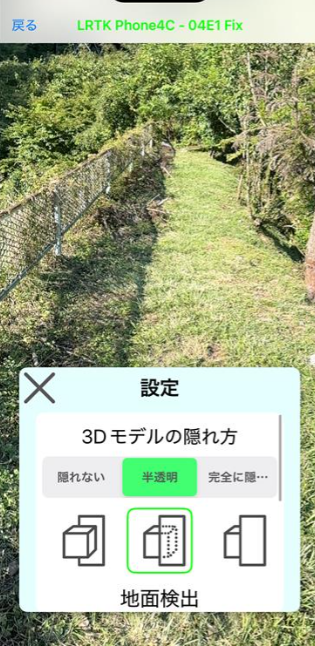 戻る
LRTK Phone4C - 04E1 Fix
設定
3Dモデルの隠れ方
隠れない
半透明
完全に隠…
地面検出